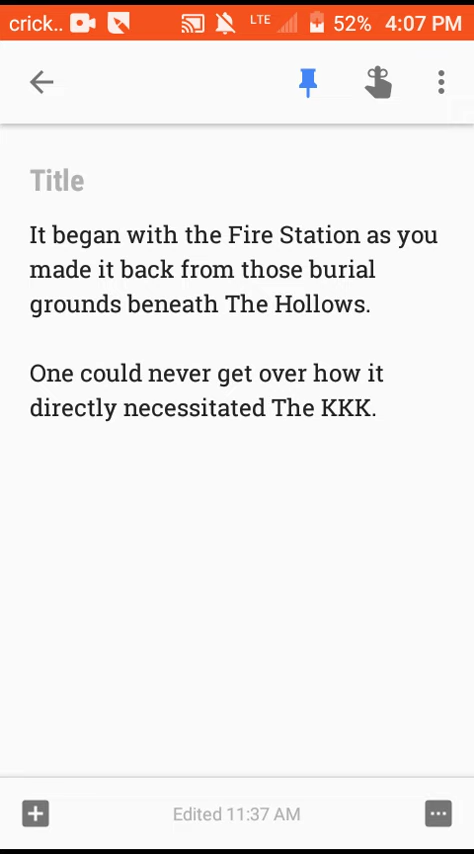 crick.. LTE 52% 4:07 PM
Title
It began with the Fire Station as you
made it back from those burial
grounds beneath The Hollows.
One could never get over how it
directly necessitated The KKK.
Edited 11:37 AM